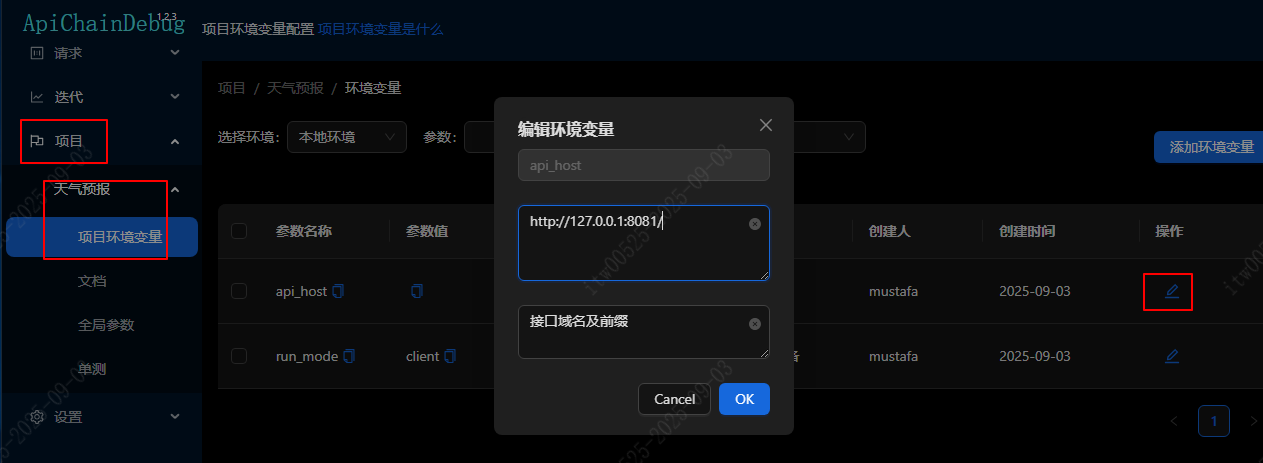 ApiChainDebug 1.2.3
项目环境变量配置 项目环境变量是什么
请求
迭代
项目
天气预报
项目环境变量
文档
全局参数
单测
设置
项目 / 天气预报 / 环境变量
选择环境: 本地环境 参数:
添加环境变量
参数名称 参数值 创建人 创建时间 操作
api_host mustafa 2025-09-03
run_mode client 备 mustafa 2025-09-03
1
编辑环境变量
api_host
http://127.0.0.1:8081/
接口域名及前缀
Cancel OK
itw00525-2025-09-03